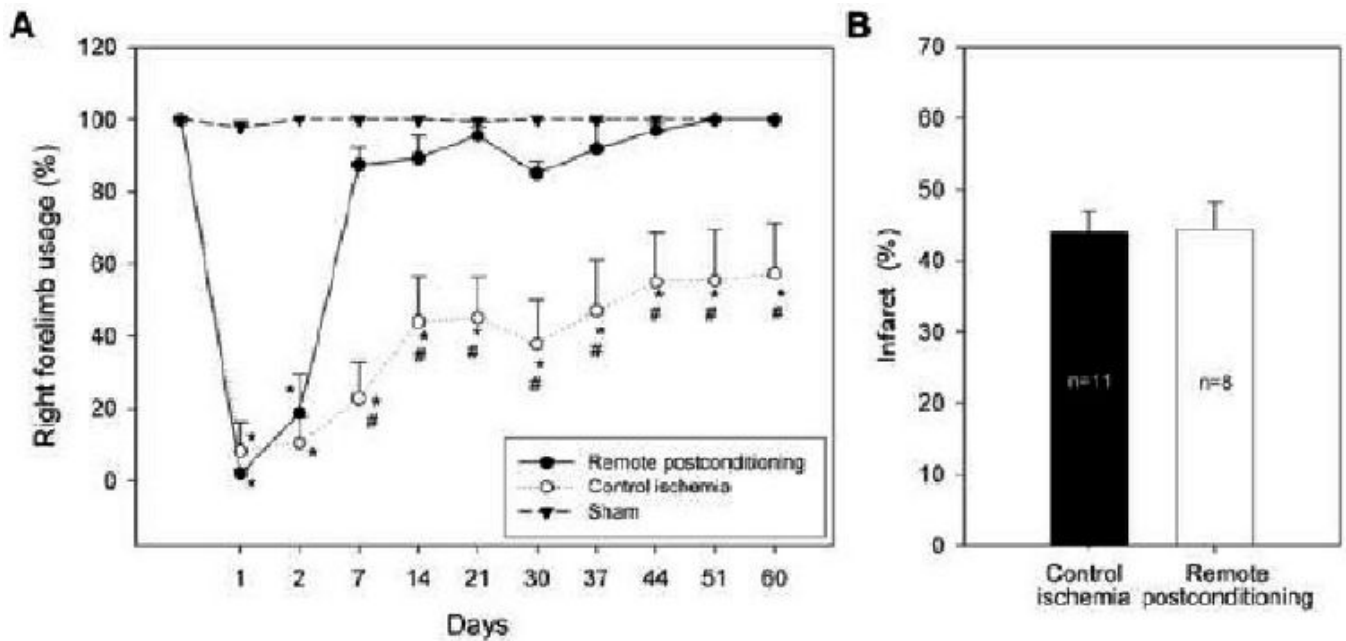 A
120
100
80
60
40
20
0
Right forelimb usage (%)
* * * * * # * # * # * # * # * # * # * #
Remote postconditioning
Control ischemia
Sham
1 2 7 14 21 30 37 44 51 60
Days
B
70
60
50
40
30
20
10
0
Infarct (%)
n=11 n=8
Control Remote
ischemia postconditioning